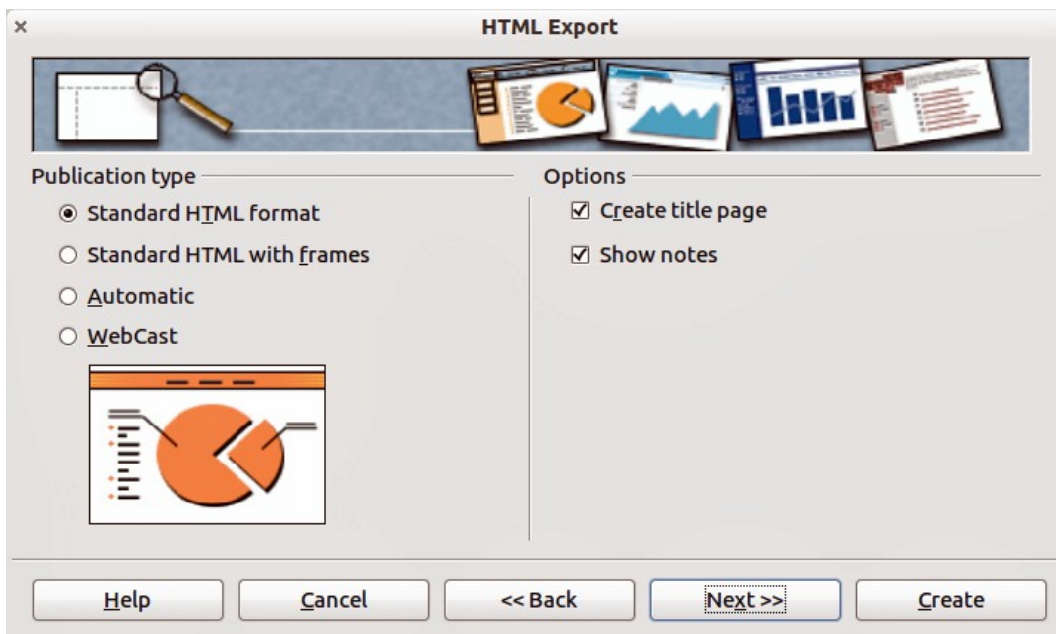 HTML Export
Publication type
Standard HTML format
Standard HTML with frames
Automatic
WebCast
Options
Create title page
Show notes
Help
Cancel
<< Back
Next >>
Create